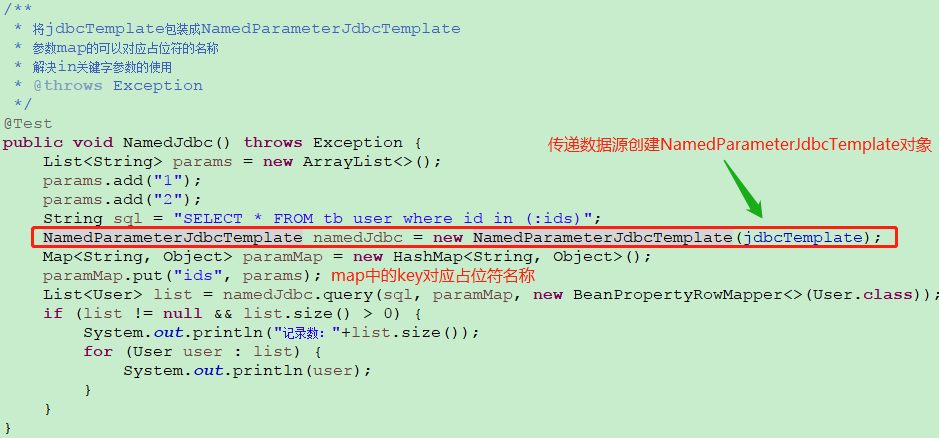 /**
 * 将jdbcTemplate包装成NamedParameterJdbcTemplate
 * 参数map的可以对应占位符的名称
 * 解决in关键字参数的使用
 * @throws Exception
 */
@Test
public void NamedJdbc() throws Exception {
传递数据源创建NamedParameterJdbcTemplate对象
    List<String> params = new ArrayList<>();
    params.add("1");
    params.add("2");
    String sql = "SELECT * FROM tb_user where id in (:ids)";
    NamedParameterJdbcTemplate namedJdbc = new NamedParameterJdbcTemplate(jdbcTemplate);
    Map<String, Object> paramMap = new HashMap<String, Object>();
    paramMap.put("ids", params); map中的key对应占位符名称
    List<User> list = namedJdbc.query(sql, paramMap, new BeanPropertyRowMapper<>(User.class));
    if (list != null && list.size() > 0) {
        System.out.println("记录数："+list.size());
        for (User user : list) {
            System.out.println(user);
        }
    }
}